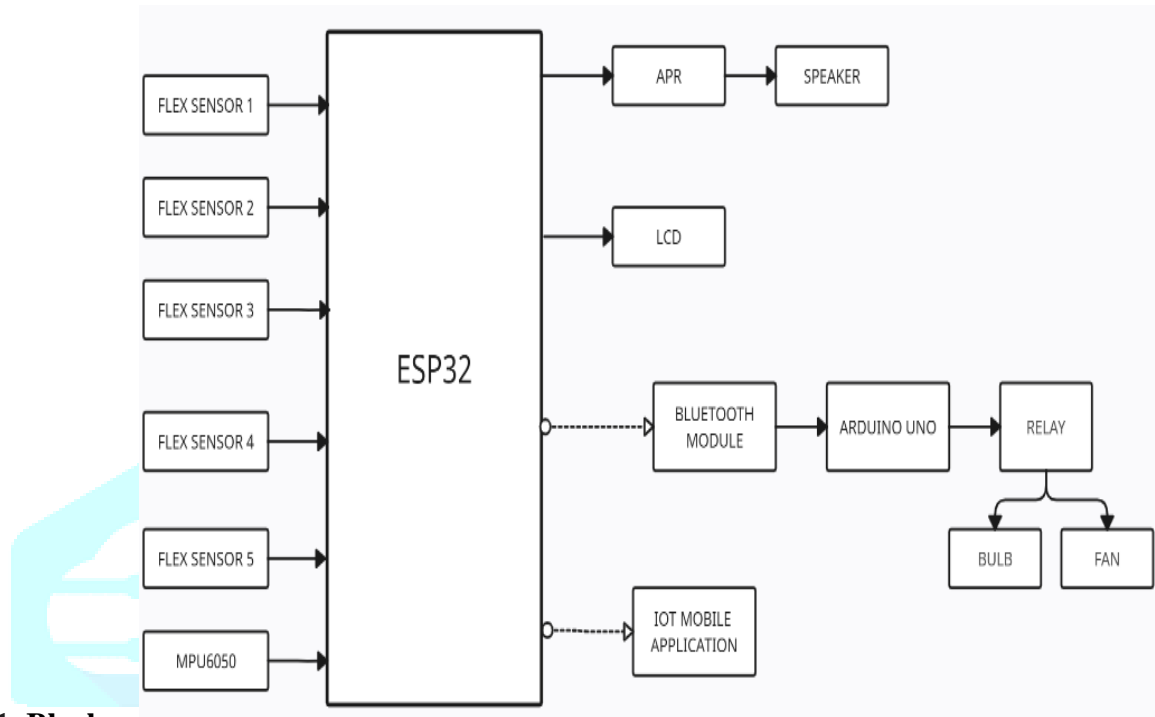 FLEX SENSOR 1
FLEX SENSOR 2
FLEX SENSOR 3
FLEX SENSOR 4
FLEX SENSOR 5
MPU6050
ESP32
APR
SPEAKER
LCD
BLUETOOTH
MODULE
ARDUINO UNO
RELAY
BULB
FAN
IOT MOBILE
APPLICATION